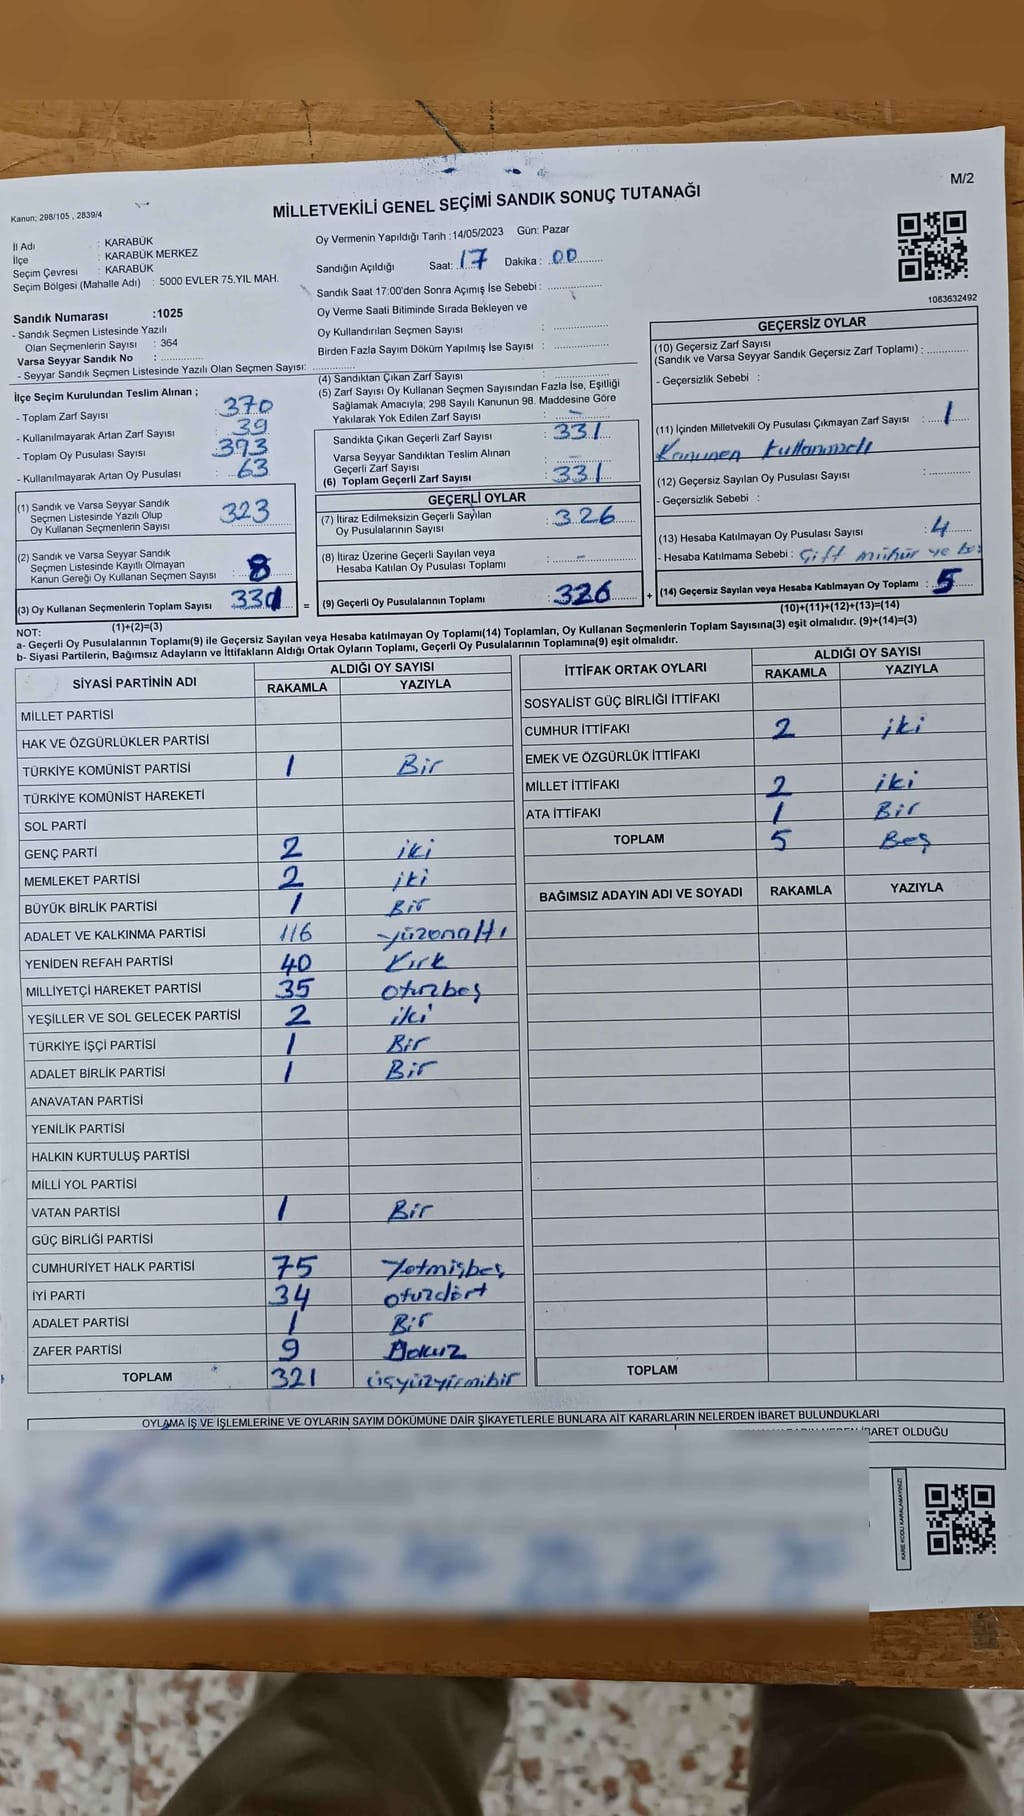 M/2
Kanun; 298/105 , 2839/4
MİLLETVEKİLİ GENEL SEÇİMİ SANDIK SONUÇ TUTANAĞI
İl Adı : KARABÜK
İlçe : KARABÜK MERKEZ
Seçim Çevresi : KARABÜK
Seçim Bölgesi (Mahalle Adı) : 5000 EVLER 75.YIL MAH.
Sandık Numarası :1025
- Sandık Seçmen Listesinde Yazılı
Olan Seçmenlerin Sayısı : 364
Varsa Seyyar Sandık No : ..............
- Seyyar Sandık Seçmen Listesinde Yazılı Olan Seçmen Sayısı: ..............
Oy Vermenin Yapıldığı Tarih :14/05/2023 Gün: Pazar
Sandığın Açıldığı Saat: 17 Dakika : 00
Sandık Saat 17:00'den Sonra Açımış İse Sebebi : ..............
Oy Verme Saati Bitiminde Sırada Bekleyen ve
Oy Kullandırılan Seçmen Sayısı : ..............
Birden Fazla Sayım Döküm Yapılmış İse Sayısı : ..............
1083632492
İlçe Seçim Kurulundan Teslim Alınan ;
- Toplam Zarf Sayısı : 370
- Kullanılmayarak Artan Zarf Sayısı : 39
- Toplam Oy Pusulası Sayısı : 393
- Kullanılmayarak Artan Oy Pusulası : 63
(1) Sandık ve Varsa Seyyar Sandık
Seçmen Listesinde Yazılı Olup
Oy Kullanan Seçmenlerin Sayısı : 323
(2) Sandık ve Varsa Seyyar Sandık
Seçmen Listesinde Kayıtlı Olmayan
Kanun Gereği Oy Kullanan Seçmen Sayısı : 8
(3) Oy Kullanan Seçmenlerin Toplam Sayısı : 331 =
(1)+(2)=(3)
(4) Sandıktan Çıkan Zarf Sayısı : ..............
(5) Zarf Sayısı Oy Kullanan Seçmen Sayısından Fazla İse, Eşitliği
Sağlamak Amacıyla; 298 Sayılı Kanunun 98. Maddesine Göre
Yakılarak Yok Edilen Zarf Sayısı : -
Sandıkta Çıkan Geçerli Zarf Sayısı : 331
Varsa Seyyar Sandıktan Teslim Alınan
Geçerli Zarf Sayısı : -
(6) Toplam Geçerli Zarf Sayısı : 331
GEÇERLİ OYLAR
(7) İtiraz Edilmeksizin Geçerli Sayılan
Oy Pusulalarının Sayısı : 326
(8) İtiraz Üzerine Geçerli Sayılan veya
Hesaba Katılan Oy Pusulası Toplamı : -
(9) Geçerli Oy Pusulalarının Toplamı : 326 +
GEÇERSİZ OYLAR
(10) Geçersiz Zarf Sayısı
(Sandık ve Varsa Seyyar Sandık Geçersiz Zarf Toplamı) : ..............
- Geçersizlik Sebebi :
(11) İçinden Milletvekili Oy Pusulası Çıkmayan Zarf Sayısı : 1
Kanunen kullanmadı
(12) Geçersiz Sayılan Oy Pusulası Sayısı : ..............
- Geçersizlik Sebebi :
(13) Hesaba Katılmayan Oy Pusulası Sayısı : 4
- Hesaba Katılmama Sebebi : Çift mühür ve
(14) Geçersiz Sayılan veya Hesaba Katılmayan Oy Toplamı : 5
(10)+(11)+(12)+(13)=(14)
NOT:
a- Geçerli Oy Pusulalarının Toplamı(9) ile Geçersiz Sayılan veya Hesaba katılmayan Oy Toplamı(14) Toplamları, Oy Kullanan Seçmenlerin Toplam Sayısına(3) eşit olmalıdır. (9)+(14)=(3)
b- Siyasi Partilerin, Bağımsız Adayların ve İttifakların Aldığı Ortak Oyların Toplamı, Geçerli Oy Pusulalarının Toplamına(9) eşit olmalıdır.
SİYASİ PARTİNİN ADI ALDIĞI OY SAYISI
RAKAMLA YAZIYLA
MİLLET PARTİSİ
HAK VE ÖZGÜRLÜKLER PARTİSİ
TÜRKİYE KOMÜNİST PARTİSİ 1 Bir
TÜRKİYE KOMÜNİST HAREKETİ
SOL PARTİ
GENÇ PARTİ 2 iki
MEMLEKET PARTİSİ 2 iki
BÜYÜK BİRLİK PARTİSİ 1 Bir
ADALET VE KALKINMA PARTİSİ 116 yüzonaltı
YENİDEN REFAH PARTİSİ 40 Kırk
MİLLİYETÇİ HAREKET PARTİSİ 35 otuzbeş
YEŞİLLER VE SOL GELECEK PARTİSİ 2 iki
TÜRKİYE İŞÇİ PARTİSİ 1 Bir
ADALET BİRLİK PARTİSİ 1 Bir
ANAVATAN PARTİSİ
YENİLİK PARTİSİ
HALKIN KURTULUŞ PARTİSİ
MİLLİ YOL PARTİSİ
VATAN PARTİSİ 1 Bir
GÜÇ BİRLİĞİ PARTİSİ
CUMHURİYET HALK PARTİSİ 75 Yetmişbeş
İYİ PARTİ 34 otuzdört
ADALET PARTİSİ 1 Bir
ZAFER PARTİSİ 9 Dokuz
TOPLAM 321 üçyüzyirmibir
İTTİFAK ORTAK OYLARI ALDIĞI OY SAYISI
RAKAMLA YAZIYLA
SOSYALİST GÜÇ BİRLİĞİ İTTİFAKI
CUMHUR İTTİFAKI 2 iki
EMEK VE ÖZGÜRLÜK İTTİFAKI
MİLLET İTTİFAKI 2 iki
ATA İTTİFAKI 1 Bir
TOPLAM 5 Beş
BAĞIMSIZ ADAYIN ADI VE SOYADI RAKAMLA YAZIYLA
TOPLAM
OYLAMA İŞ VE İŞLEMLERİNE VE OYLARIN SAYIM DÖKÜMÜNE DAİR ŞİKAYETLERLE BUNLARA AİT KARARLARIN NELERDEN İBARET BULUNDUKLARI
İBARET OLDUĞU
KARE KODU KARALAMAYINIZ!